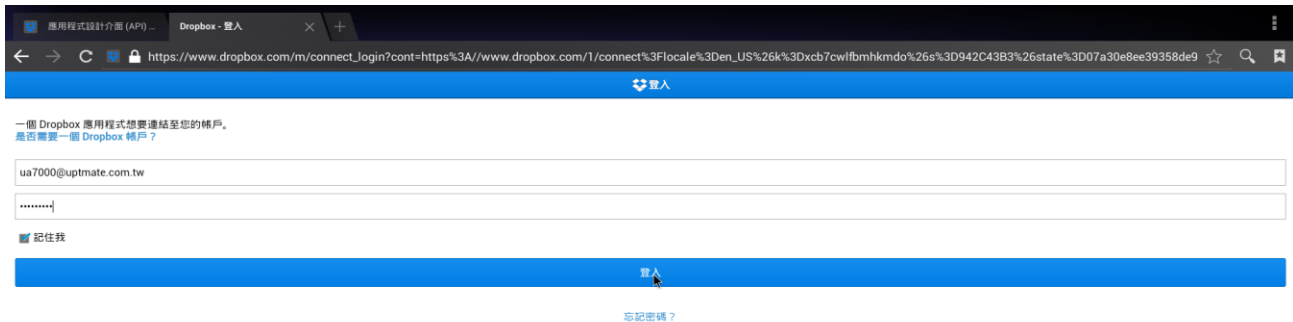 應用程式設計介面 (API) ... Dropbox - 登入
https://www.dropbox.com/m/connect_login?cont=https%3A//www.dropbox.com/1/connect%3Flocale%3Den_US%26k%3Dxcb7cwlfbmhkmdo%26s%3D942C43B3%26state%3D07a30e8ee39358de9
登入
一個 Dropbox 應用程式想要連結至您的帳戶。
是否需要一個 Dropbox 帳戶？
ua7000@uptmate.com.tw
•••••••••
記住我
登入
忘記密碼？